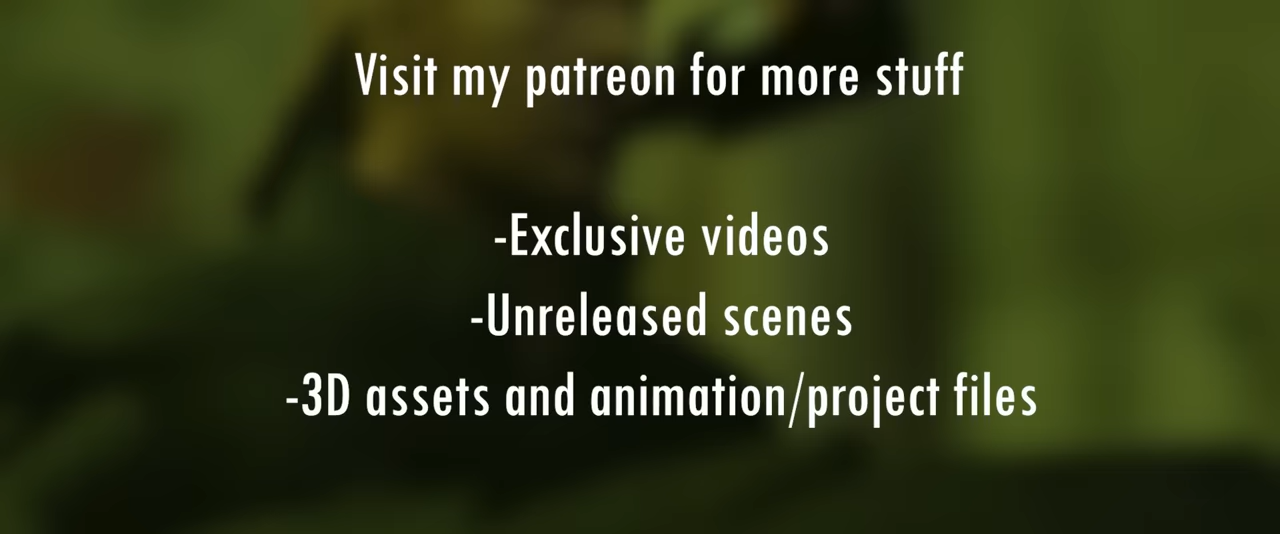 Visit my patreon for more stuff
-Exclusive videos
-Unreleased scenes
-3D assets and animation/project files